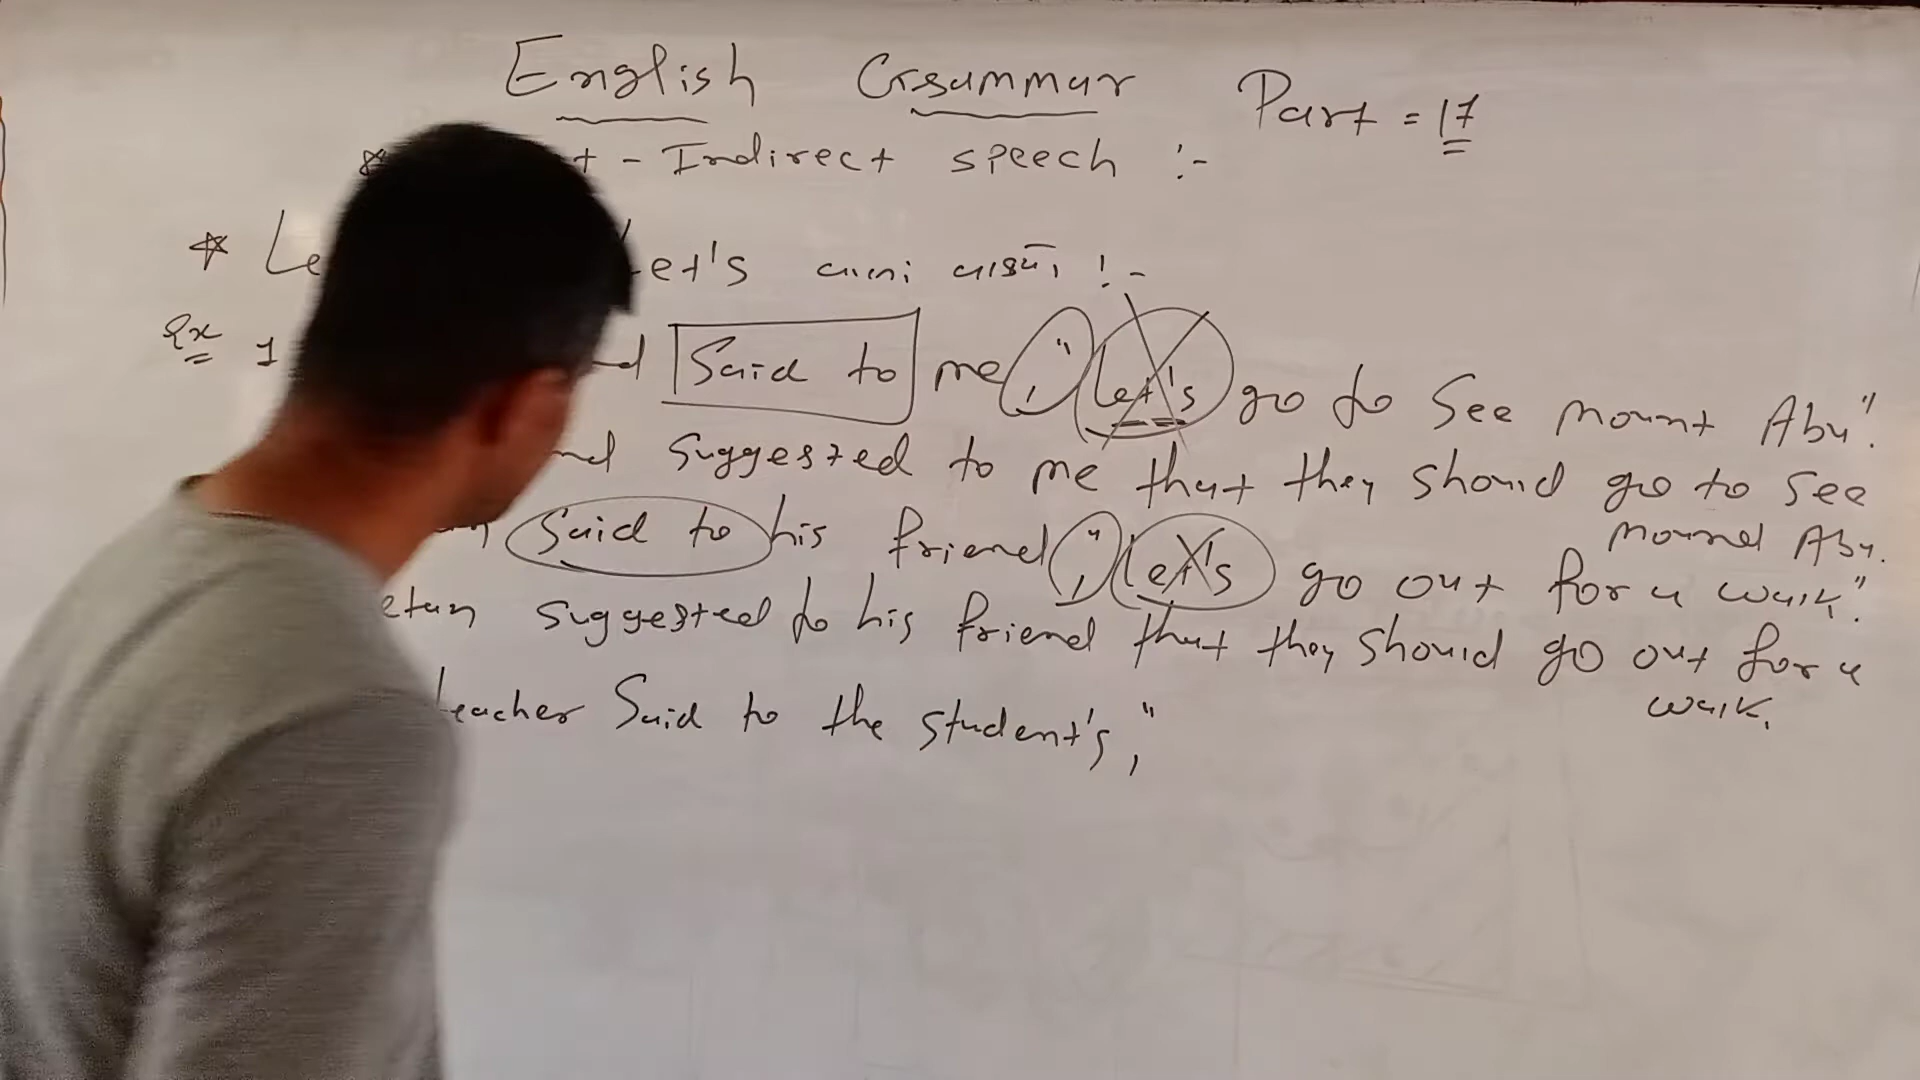 English Grammar Part = 17
- Indirect speech :-
* Le et's વાળાં વાક્યો :-
Ex 1 Said to me, "let's go to see mount Abu".
suggested to me that they should go to see
mound Abu.
Said to his friend, "let's go out for a walk".
suggested to his friend that they should go out for a
walk.
teacher Said to the student's, "